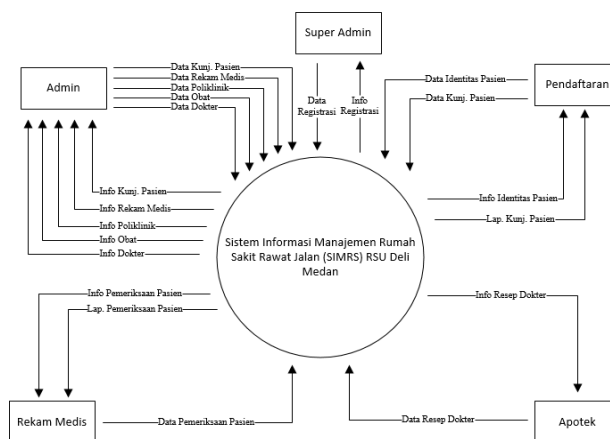 Super Admin
Admin
Pendaftaran
Data Kunj. Pasien
Data Rekam Medis
Data Poliklinik
Data Obat
Data Dokter
Data
Registrasi
Info
Registrasi
Data Identitas Pasien
Data Kunj. Pasien
Info Kunj. Pasien
Info Rekam Medis
Info Poliklinik
Info Obat
Info Dokter
Info Identitas Pasien
Lap. Kunj. Pasien
Sistem Informasi Manajemen Rumah
Sakit Rawat Jalan (SIMRS) RSU Deli
Medan
Info Pemeriksaan Pasien
Lap. Pemeriksaan Pasien
Info Resep Dokter
Rekam Medis
Data Pemeriksaan Pasien
Data Resep Dokter
Apotek